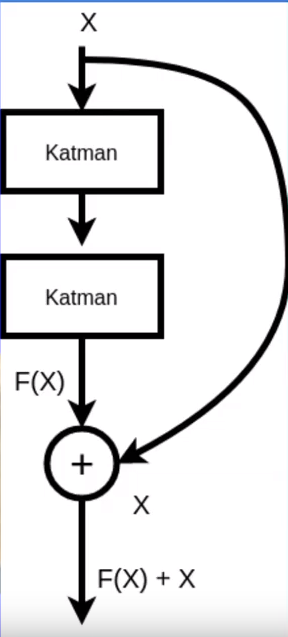 X
Katman
Katman
F(X)
+
X
F(X) + X